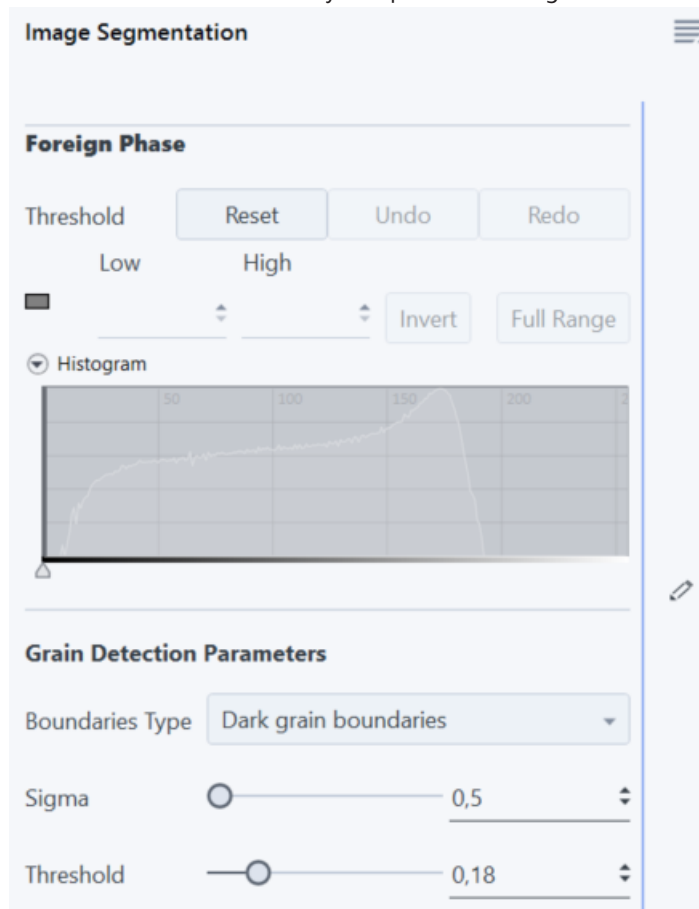 Image Segmentation
Foreign Phase
Threshold Reset Undo Redo
Low High
Invert Full Range
Histogram
50 100 150 200 2
Grain Detection Parameters
Boundaries Type Dark grain boundaries
Sigma 0,5
Threshold 0,18